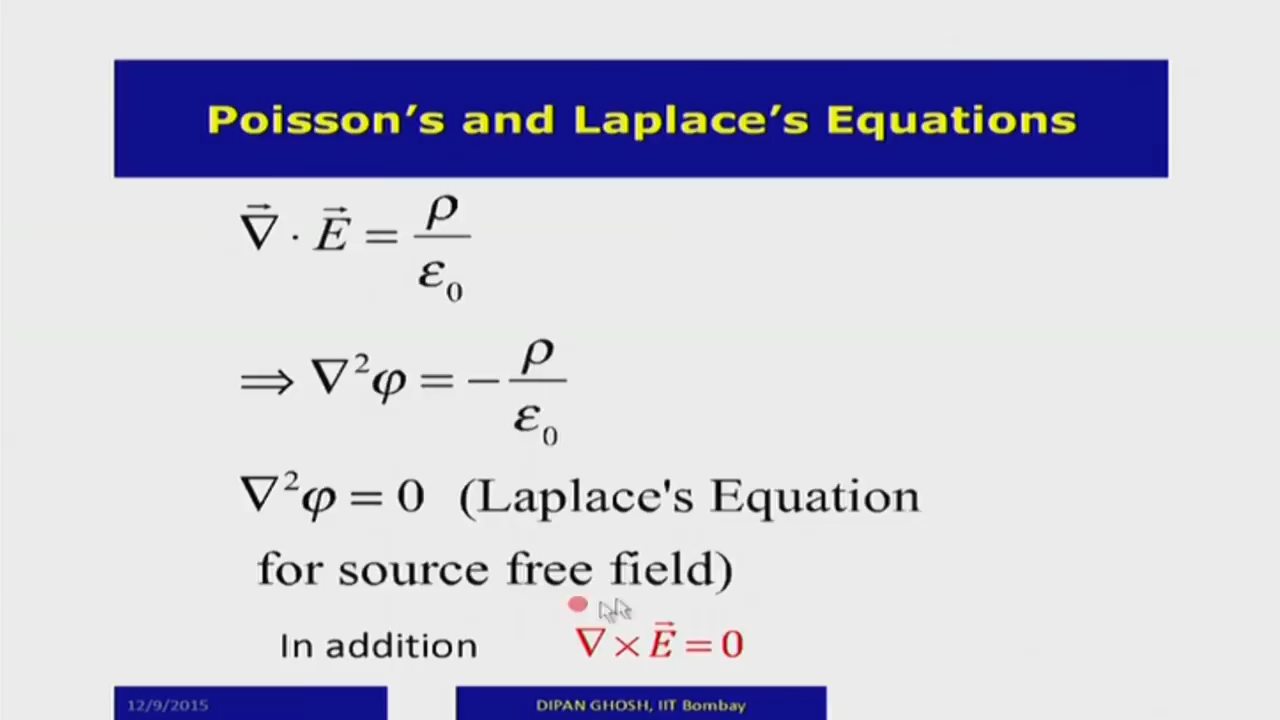 Poisson’s and Laplace’s Equations
∇⃗ · E⃗ = ρ/ε₀
⇒ ∇²φ = −ρ/ε₀
∇²φ = 0 (Laplace's Equation
for source free field)
In addition ∇ × E⃗ = 0
12/9/2015 DIPAN GHOSH, IIT Bombay